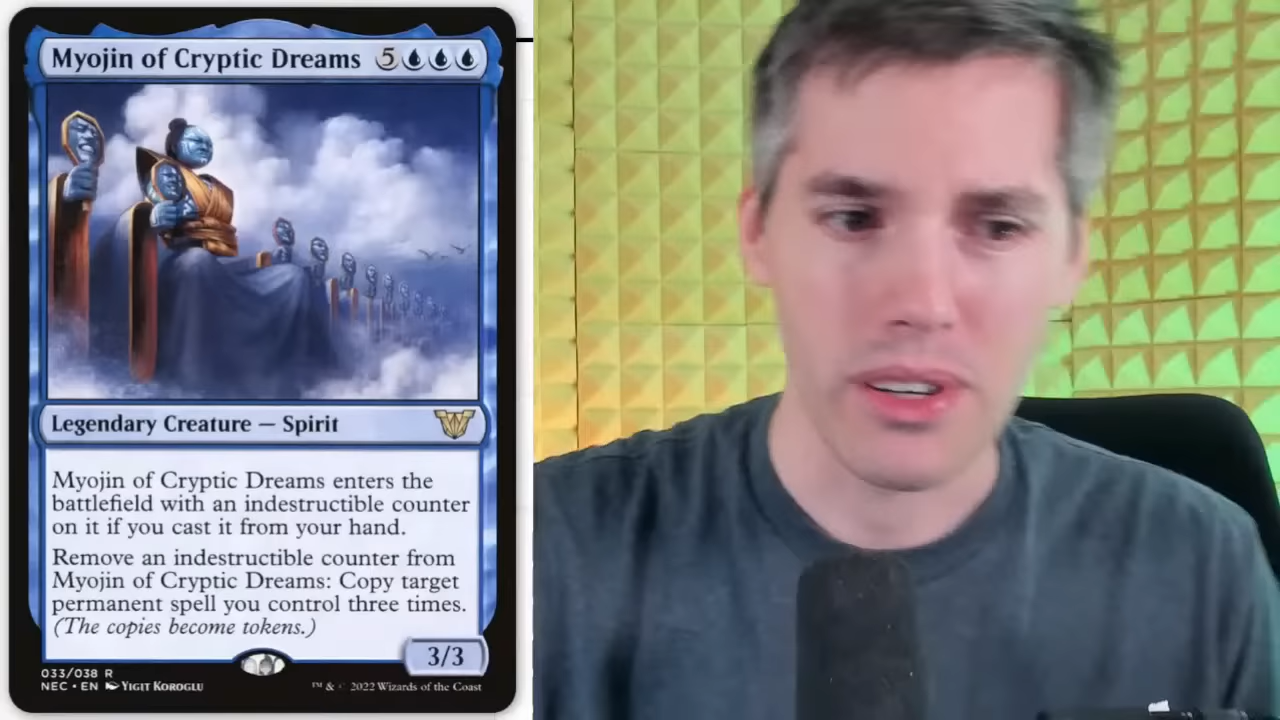 Myojin of Cryptic Dreams 5
Legendary Creature — Spirit
Myojin of Cryptic Dreams enters the
battlefield with an indestructible counter
on it if you cast it from your hand.
Remove an indestructible counter from
Myojin of Cryptic Dreams: Copy target
permanent spell you control three times.
(The copies become tokens.)
3/3
033/038 R
NEC • EN YIGIT KOROGLU
™ & © 2022 Wizards of the Coast